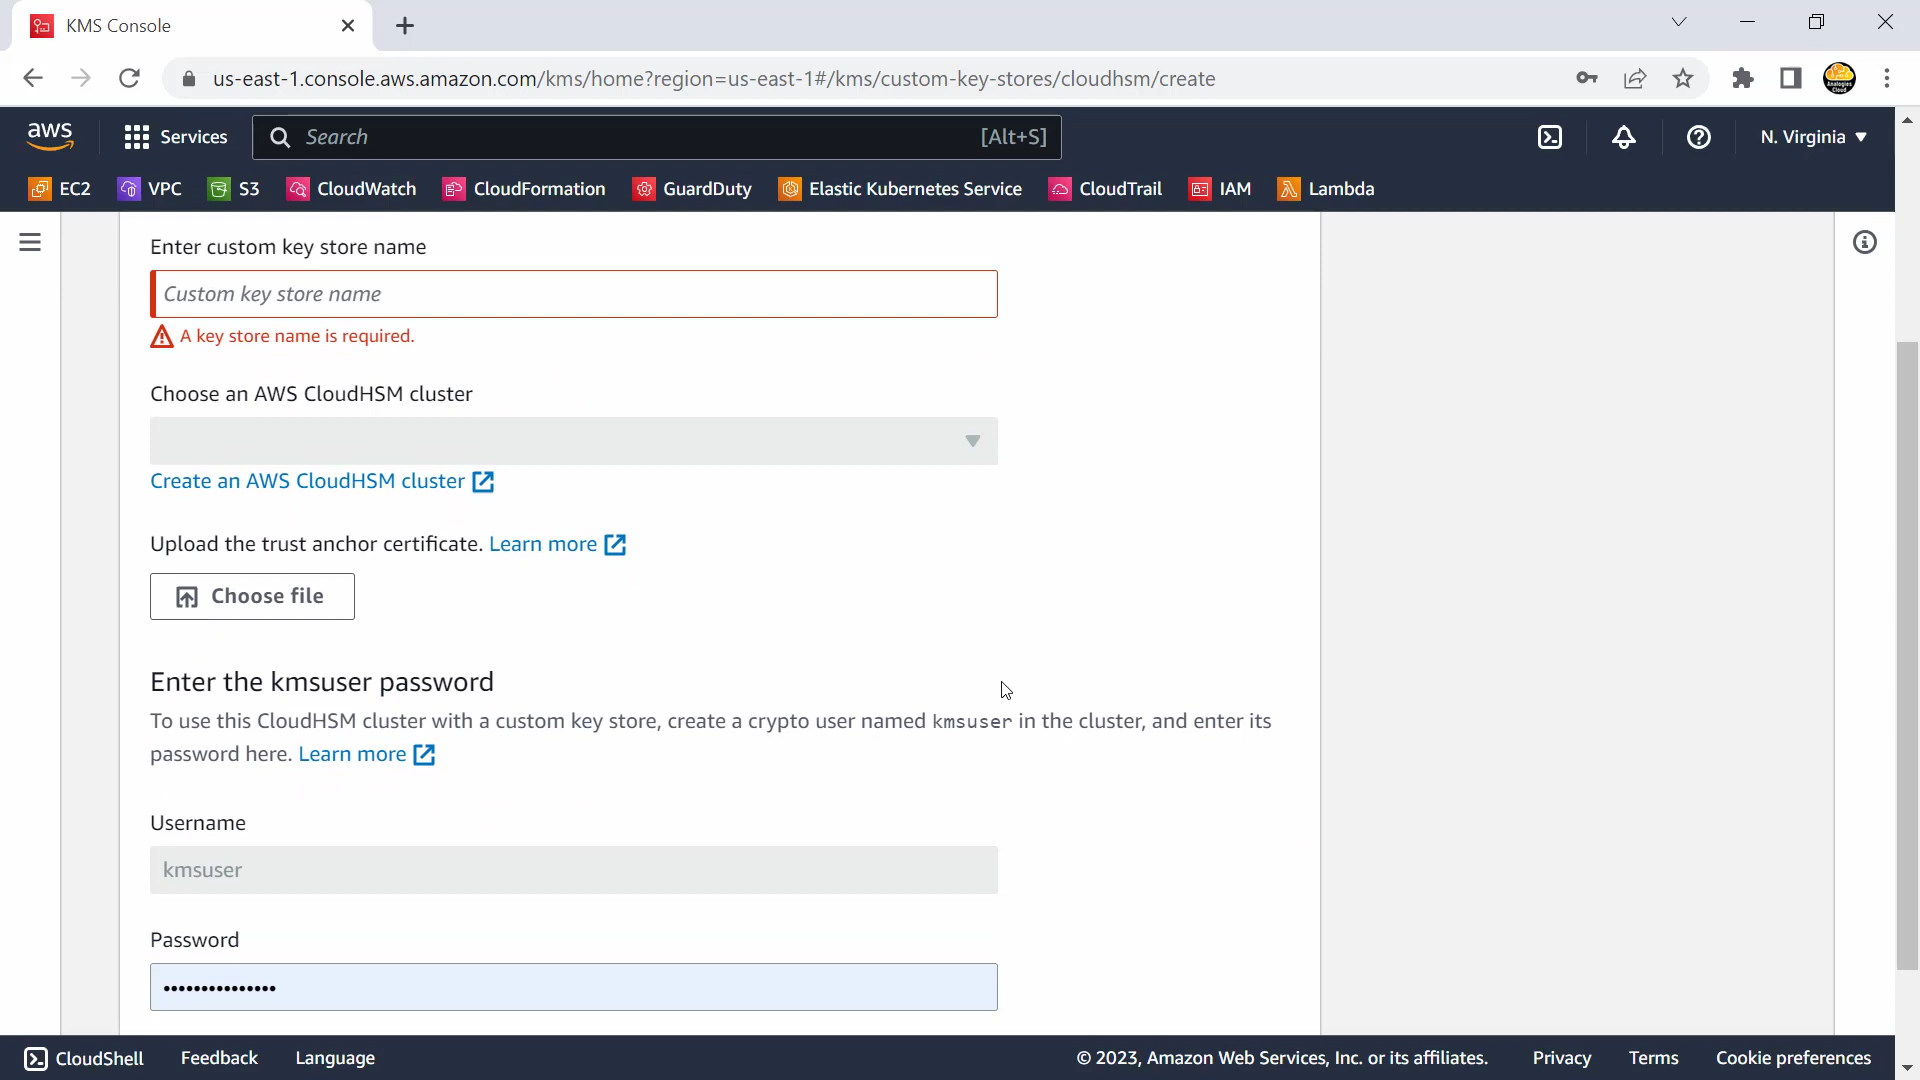 KMS Console
us-east-1.console.aws.amazon.com/kms/home?region=us-east-1#/kms/custom-key-stores/cloudhsm/create
aws Services Search [Alt+S] N. Virginia
EC2 VPC S3 CloudWatch CloudFormation GuardDuty Elastic Kubernetes Service CloudTrail IAM Lambda
Enter custom key store name
Custom key store name
A key store name is required.
Choose an AWS CloudHSM cluster
Create an AWS CloudHSM cluster
Upload the trust anchor certificate. Learn more
Choose file
Enter the kmsuser password
To use this CloudHSM cluster with a custom key store, create a crypto user named kmsuser in the cluster, and enter its
password here. Learn more
Username
kmsuser
Password
•••••••••••••••
CloudShell Feedback Language © 2023, Amazon Web Services, Inc. or its affiliates. Privacy Terms Cookie preferences